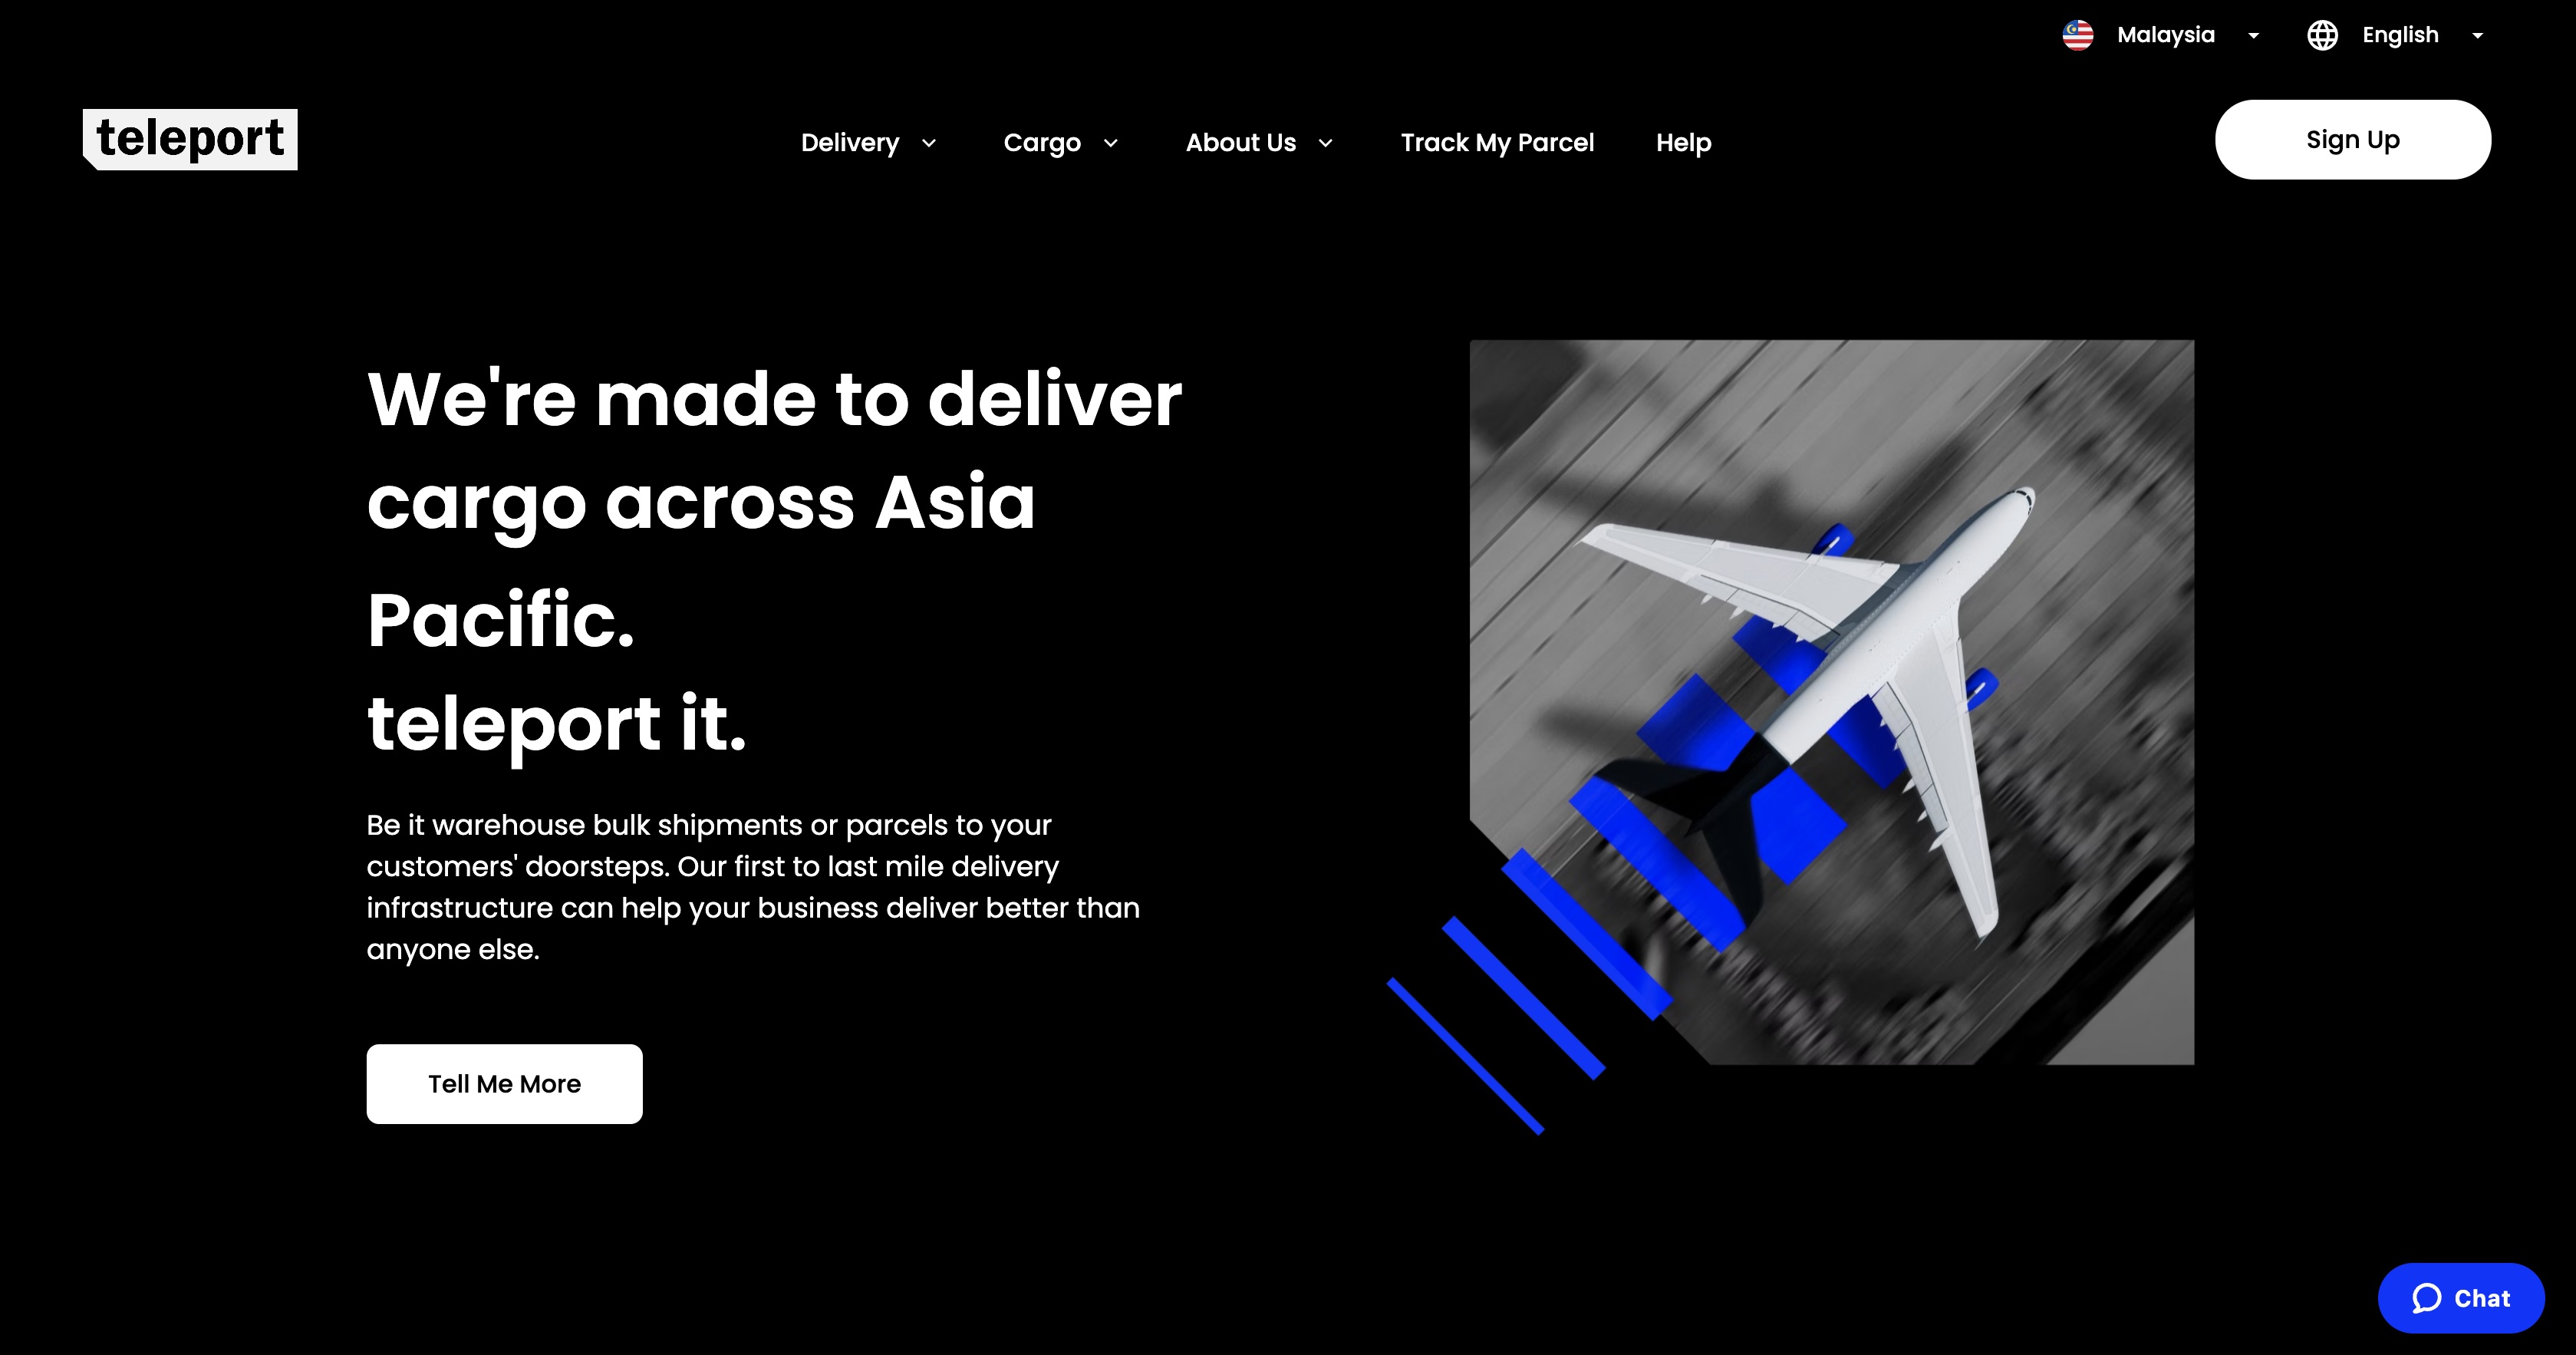 Malaysia
English
teleport
Delivery
Cargo
About Us
Track My Parcel
Help
Sign Up
We're made to deliver
cargo across Asia
Pacific.
teleport it.
Be it warehouse bulk shipments or parcels to your
customers' doorsteps. Our first to last mile delivery
infrastructure can help your business deliver better than
anyone else.
Tell Me More
Chat